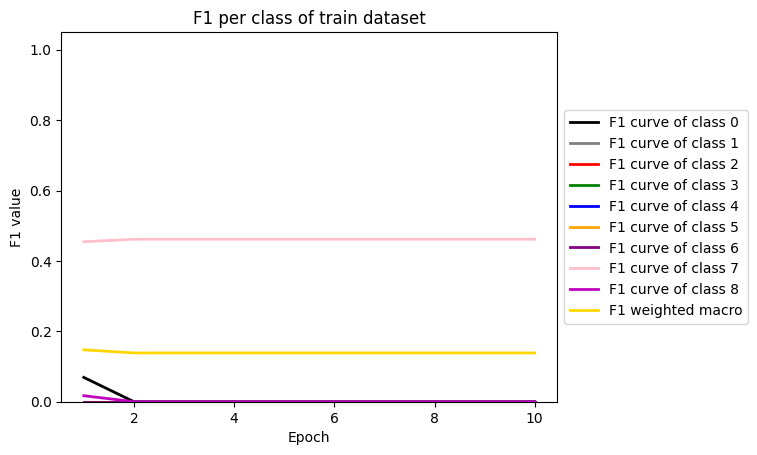 F1 per class of train dataset
1.0
0.8
0.6
0.4
0.2
0.0
F1 value
2
4
6
8
10
Epoch
F1 curve of class 0
F1 curve of class 1
F1 curve of class 2
F1 curve of class 3
F1 curve of class 4
F1 curve of class 5
F1 curve of class 6
F1 curve of class 7
F1 curve of class 8
F1 weighted macro